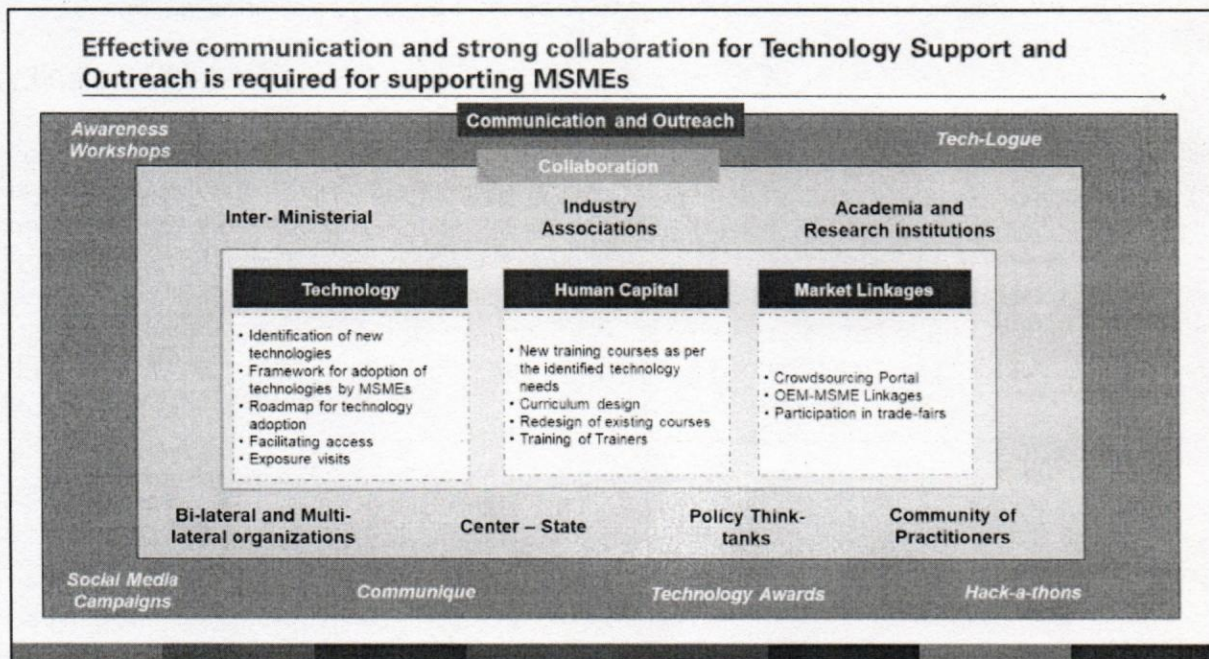 Effective communication and strong collaboration for Technology Support and
Outreach is required for supporting MSMEs
Communication and Outreach
Awareness
Workshops
Tech-Logue
Collaboration
Inter- Ministerial
Industry
Associations
Academia and
Research institutions
Technology
• Identification of new
technologies
• Framework for adoption of
technologies by MSMEs
• Roadmap for technology
adoption
• Facilitating access
• Exposure visits
Human Capital
• New training courses as per
the identified technology
needs
• Curriculum design
• Redesign of existing courses
• Training of Trainers
Market Linkages
• Crowdsourcing Portal
• OEM-MSME Linkages
• Participation in trade-fairs
Bi-lateral and Multi-
lateral organizations
Center – State
Policy Think-
tanks
Community of
Practitioners
Social Media
Campaigns
Communique
Technology Awards
Hack-a-thons